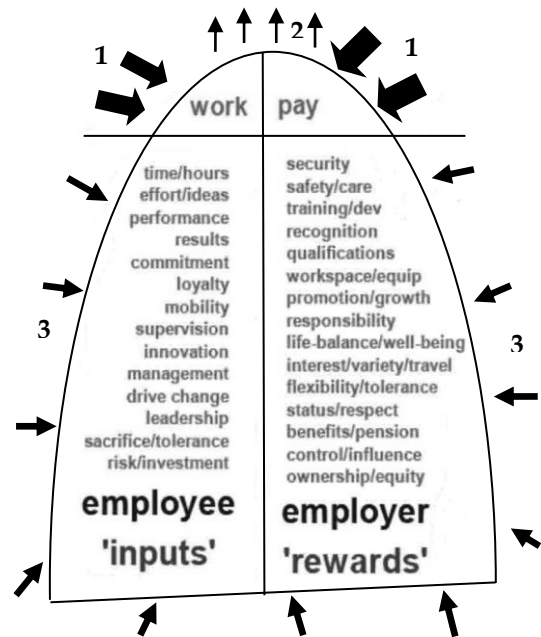 2
1
1
work
pay
time/hours
effort/ideas
performance
results
commitment
loyalty
mobility
supervision
innovation
management
drive change
leadership
sacrifice/tolerance
risk/investment
employee
'inputs'
security
safety/care
training/dev
recognition
qualifications
workspace/equip
promotion/growth
responsibility
life-balance/well-being
interest/variety/travel
flexibility/tolerance
status/respect
benefits/pension
control/influence
ownership/equity
employer
'rewards'
3
3